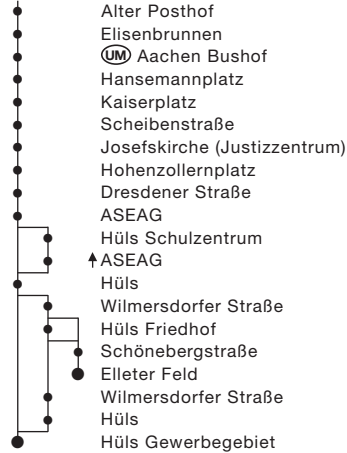 Alter Posthof
Elisenbrunnen
UM Aachen Bushof
Hansemannplatz
Kaiserplatz
Scheibenstraße
Josefskirche (Justizzentrum)
Hohenzollernplatz
Dresdener Straße
ASEAG
Hüls Schulzentrum
ASEAG
Hüls
Wilmersdorfer Straße
Hüls Friedhof
Schönebergstraße
Elleter Feld
Wilmersdorfer Straße
Hüls
Hüls Gewerbegebiet